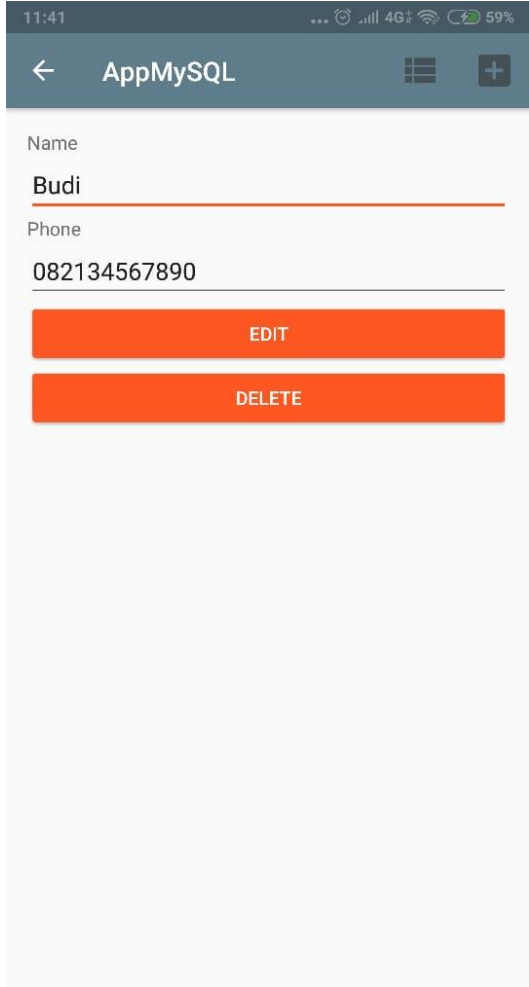 11:41 ... 4G 59%
AppMySQL
Name
Budi
Phone
082134567890
EDIT
DELETE